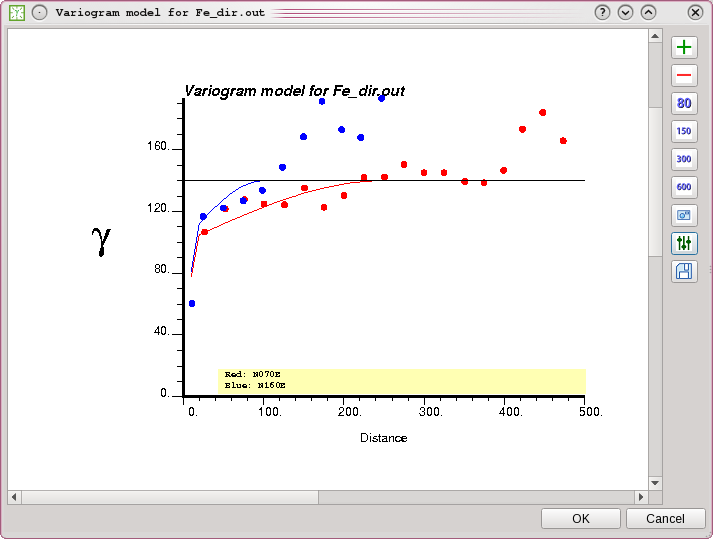 Variogram model for Fe_dir.out
Variogram model for Fe_dir.out
160.
120.
80.
40.
0.
γ
Red: N070E
Blue: N160E
0. 100. 200. 300. 400. 500.
Distance
80
150
300
600
OK Cancel